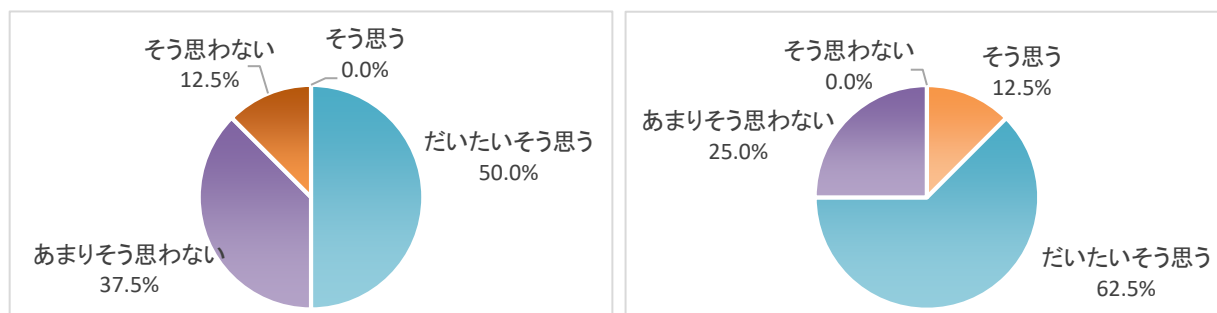 そう思わない
12.5%
そう思う
0.0%
だいたいそう思う
50.0%
あまりそう思わない
37.5%
そう思わない
0.0%
そう思う
12.5%
あまりそう思わない
25.0%
だいたいそう思う
62.5%